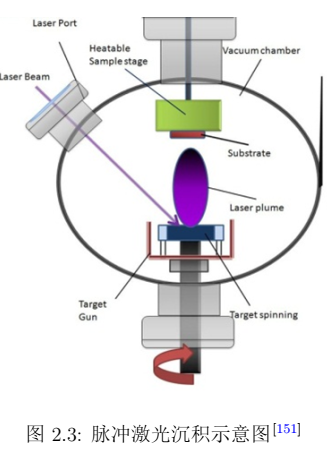 Laser Port
Heatable
Sample stage
Vacuum chamber
Laser Beam
Substrate
Laser plume
Target
Gun
Target spinning
图 2.3: 脉冲激光沉积示意图[151]